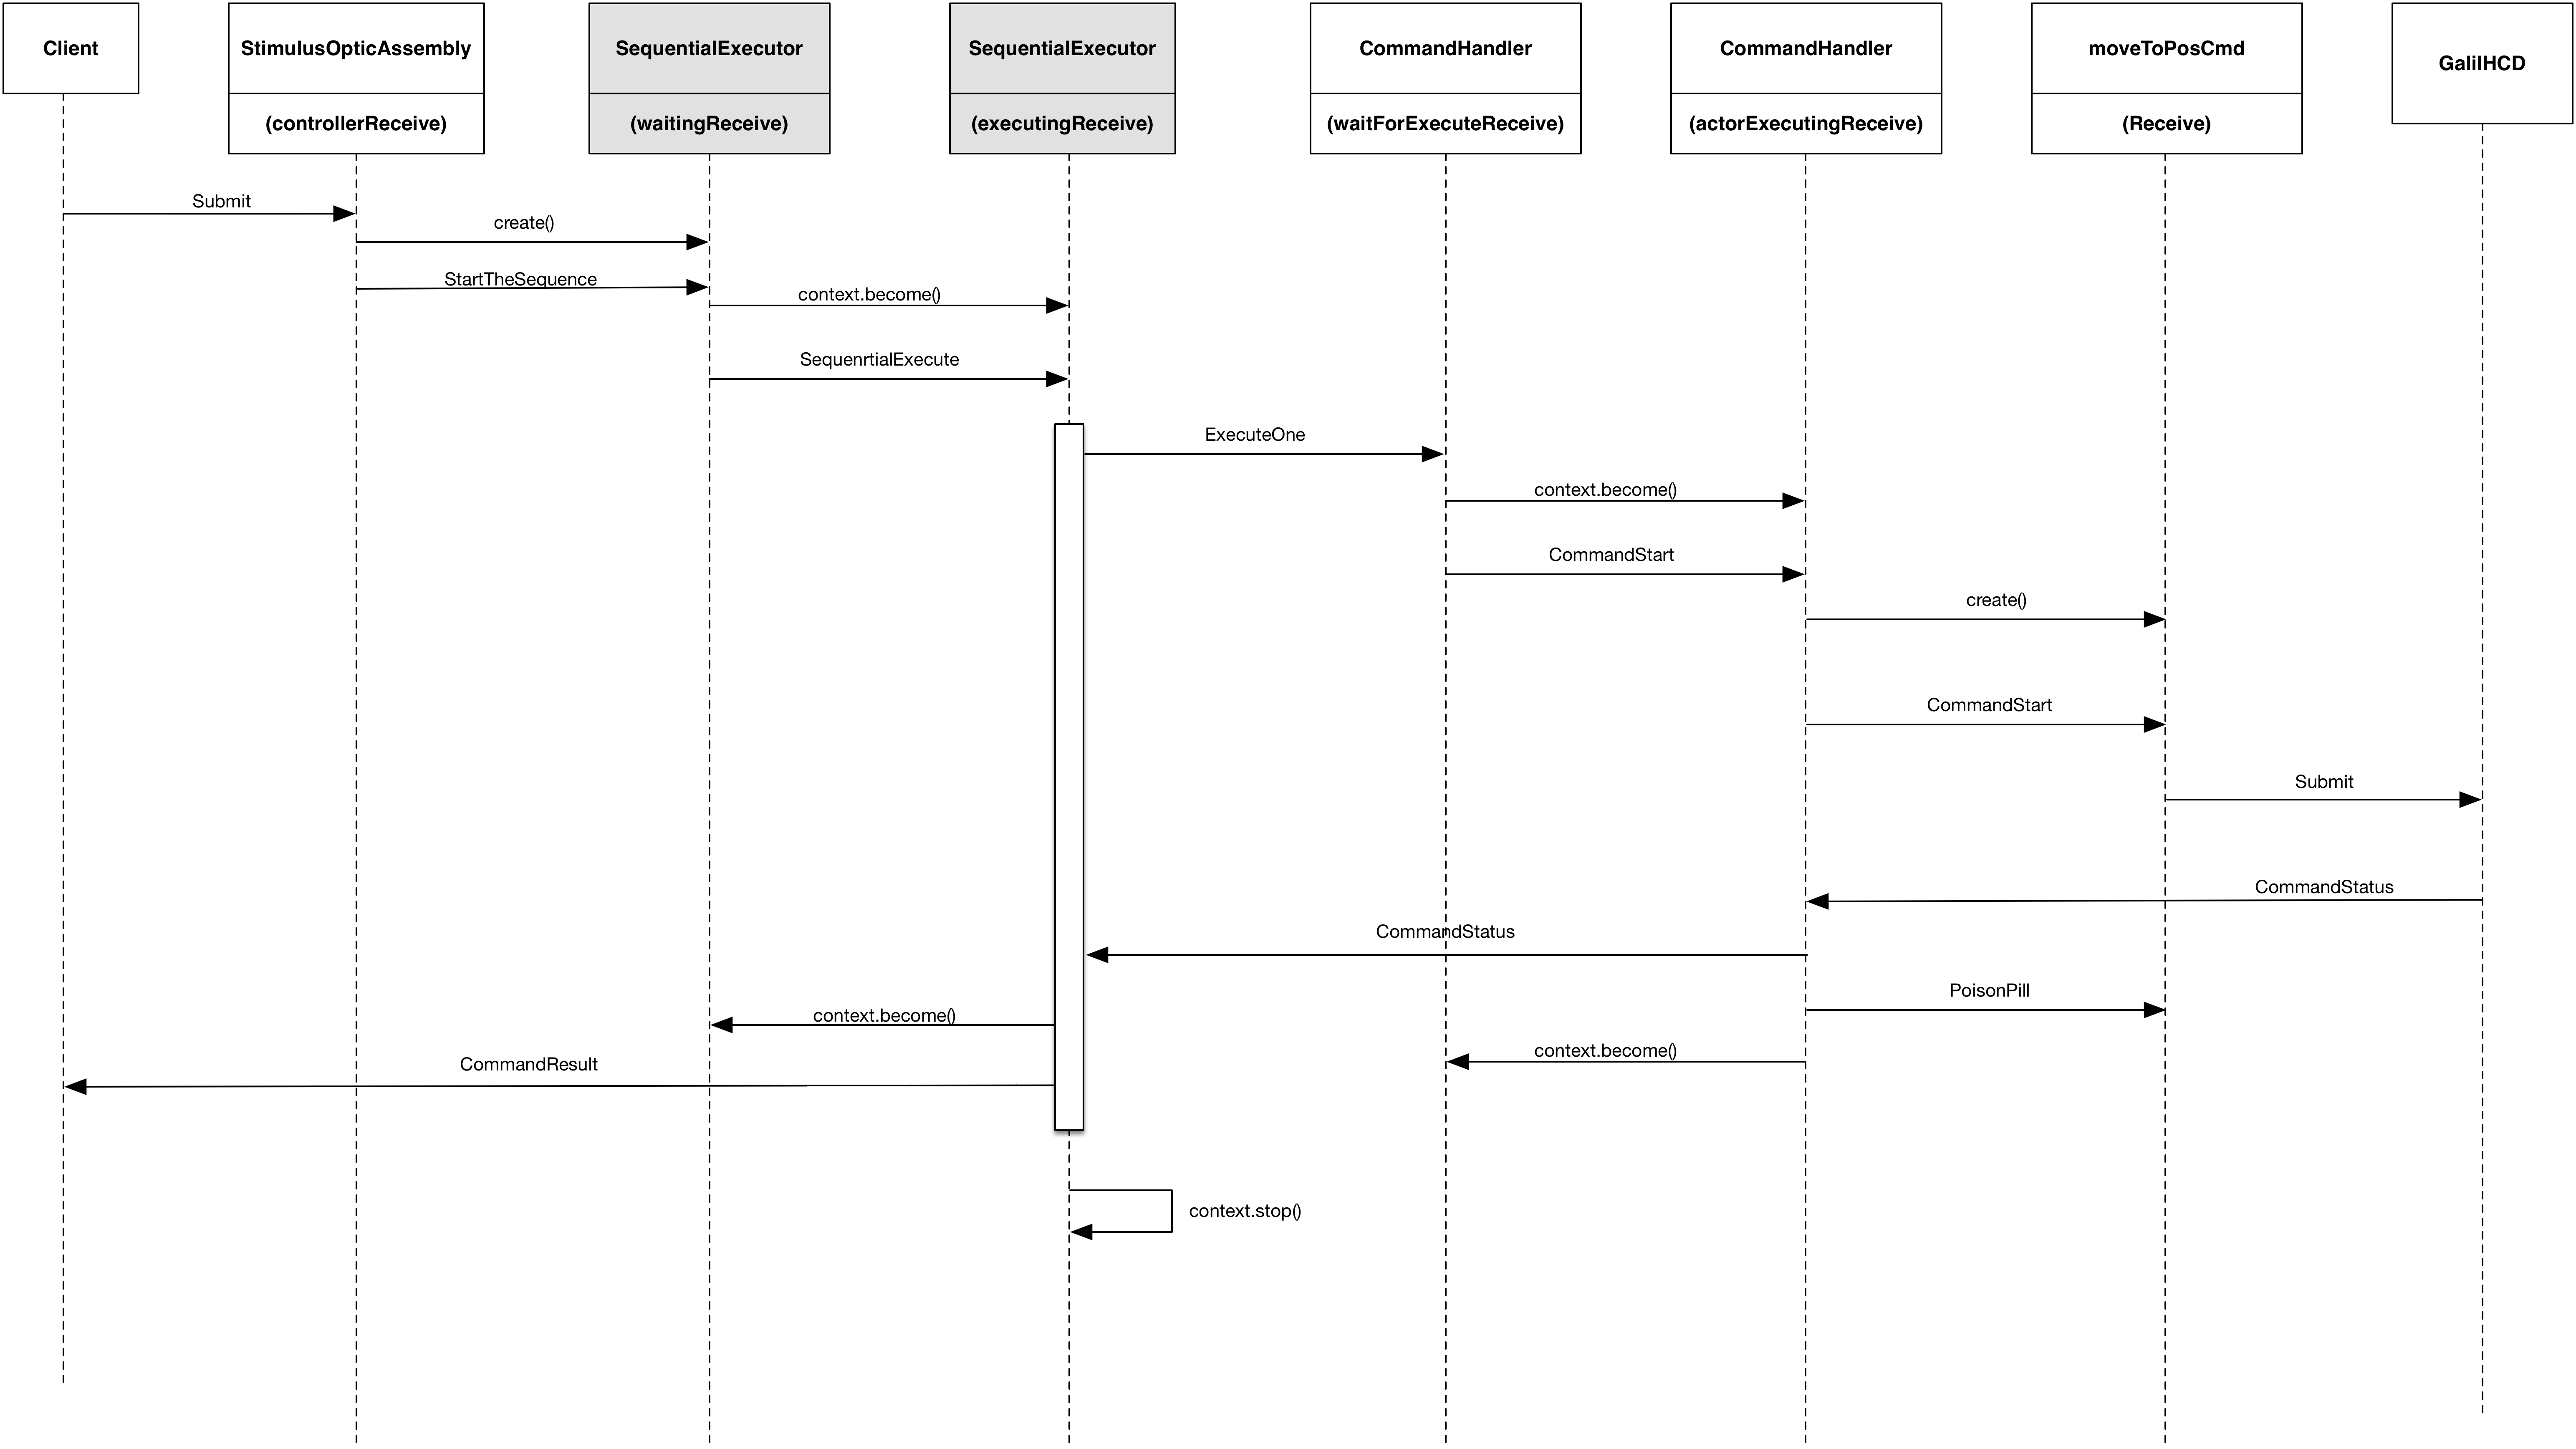 Client
StimulusOpticAssembly
(controllerReceive)
SequentialExecutor
(waitingReceive)
SequentialExecutor
(executingReceive)
CommandHandler
(waitForExecuteReceive)
CommandHandler
(actorExecutingReceive)
moveToPosCmd
(Receive)
GalilHCD
Submit
create()
StartTheSequence
context.become()
SequenrtialExecute
ExecuteOne
context.become()
CommandStart
create()
CommandStart
Submit
CommandStatus
CommandStatus
PoisonPill
context.become()
context.become()
CommandResult
context.stop()